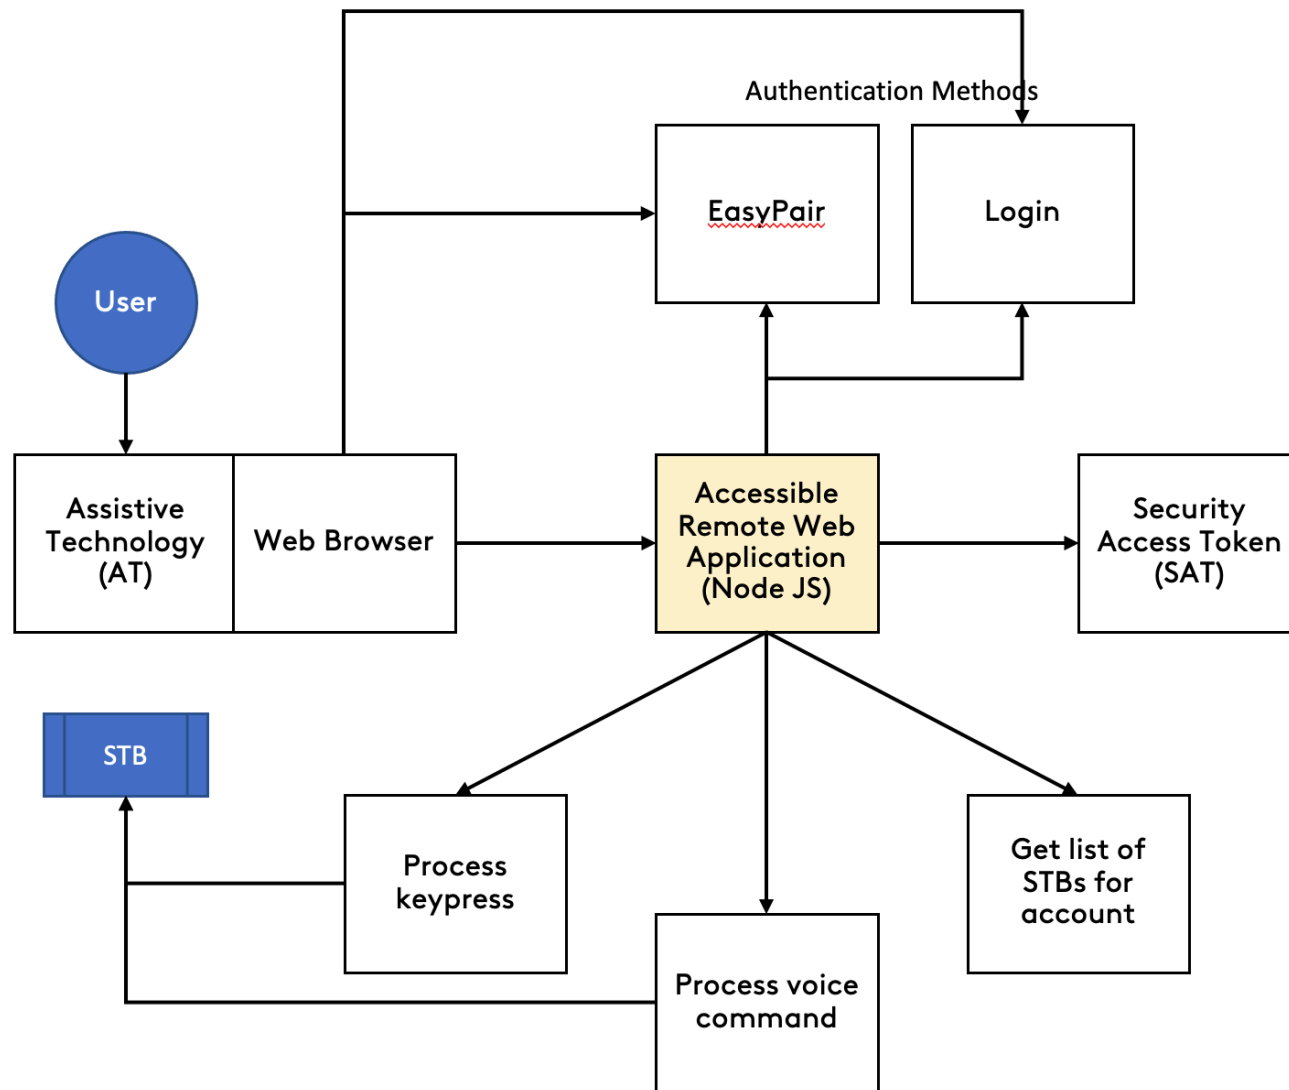 Authentication Methods
EasyPair
Login
User
Assistive
Technology
(AT)
Web Browser
Accessible
Remote Web
Application
(Node JS)
Security
Access Token
(SAT)
STB
Process
keypress
Process voice
command
Get list of
STBs for
account